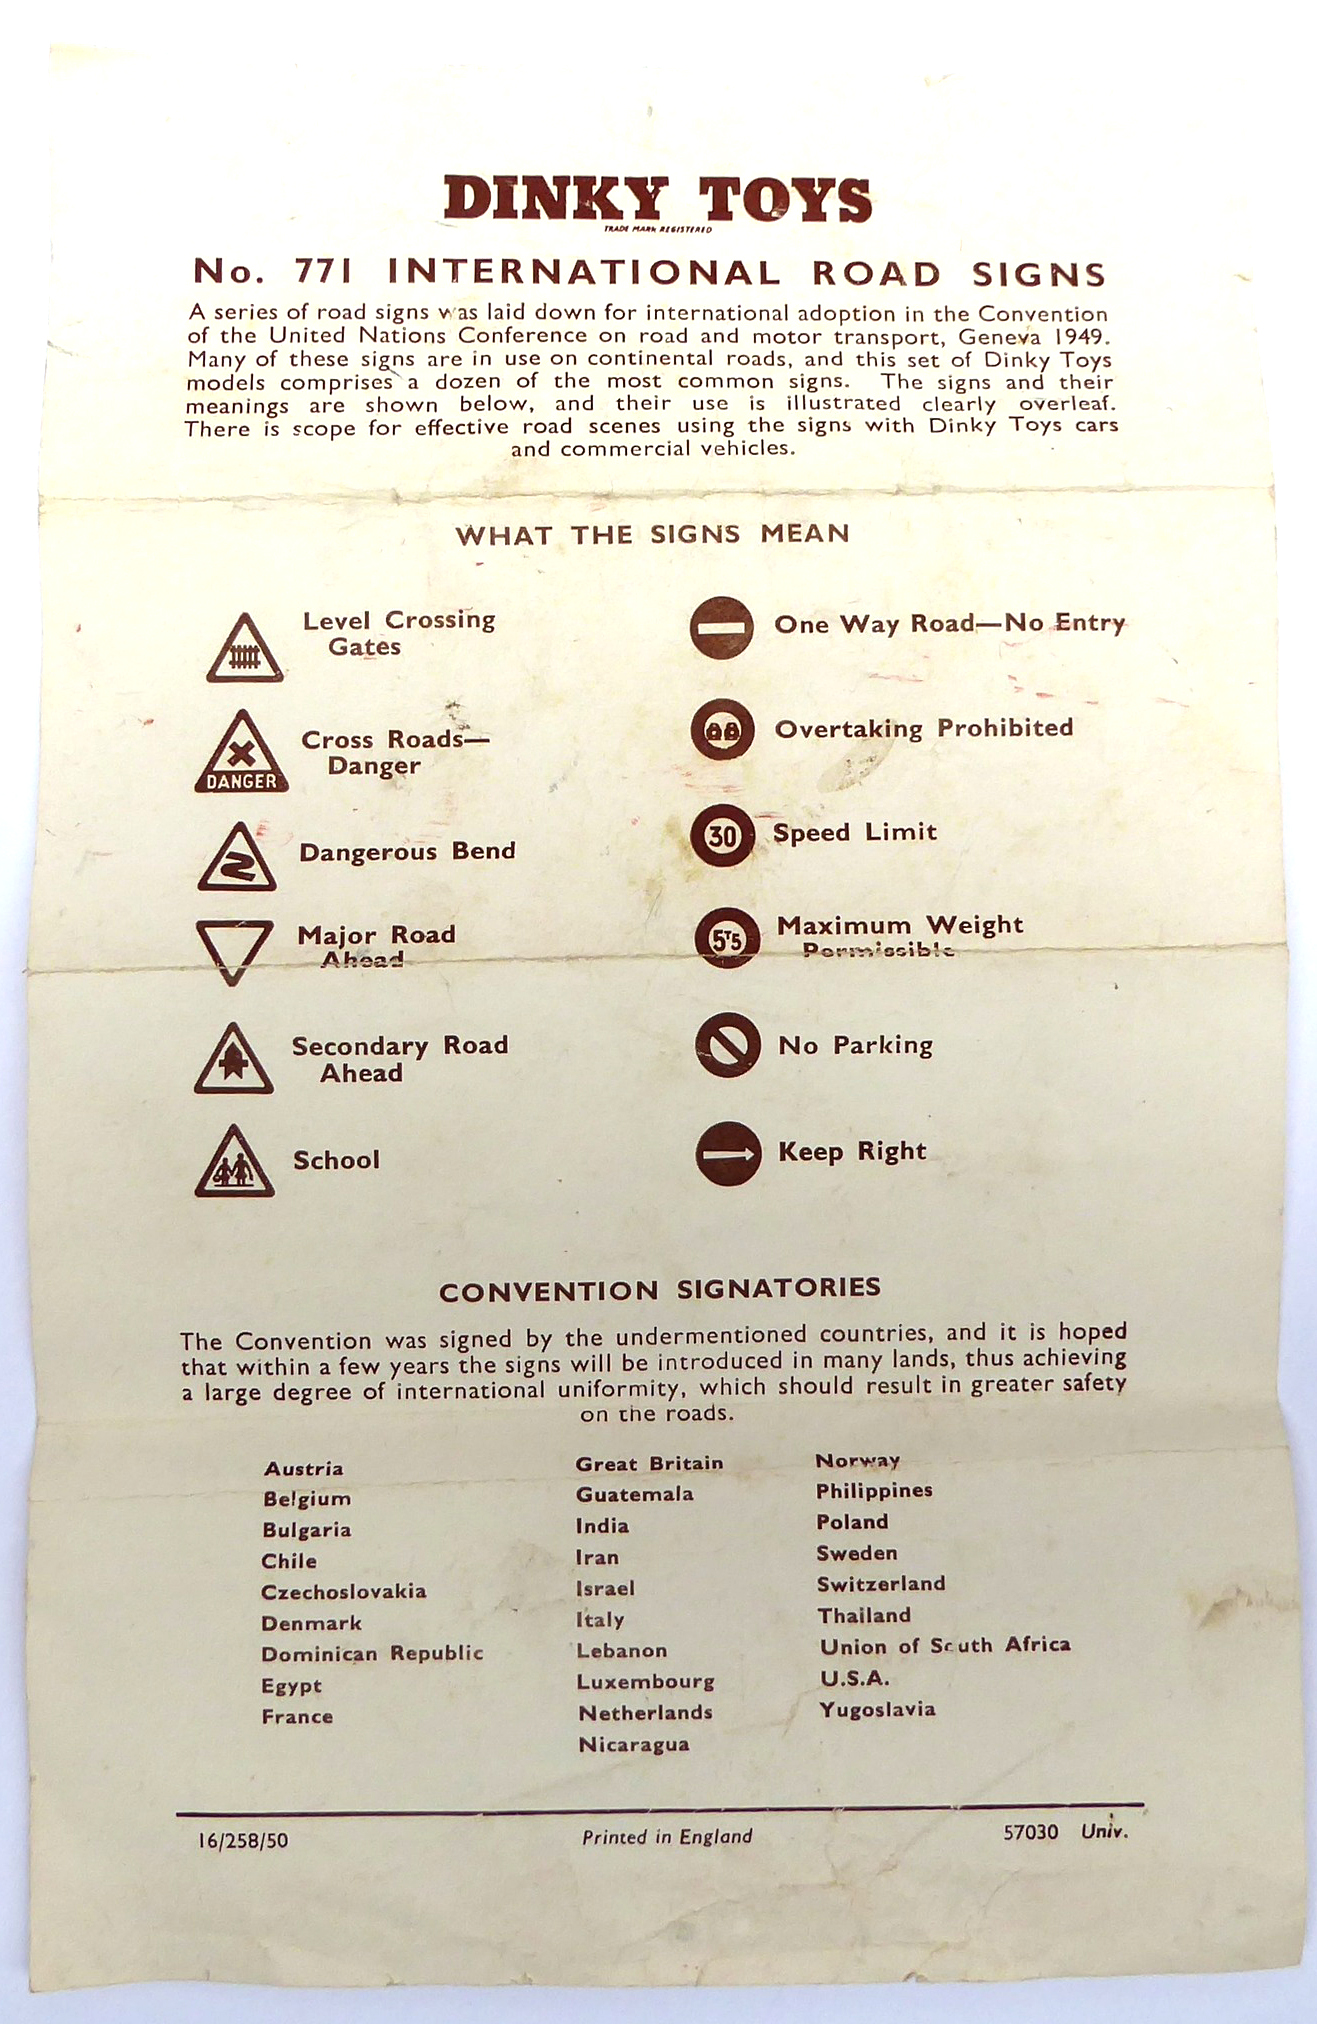 DINKY TOYS
TRADE MARK REGISTERED
No. 771 INTERNATIONAL ROAD SIGNS
A series of road signs was laid down for international adoption in the Convention
of the United Nations Conference on road and motor transport, Geneva 1949.
Many of these signs are in use on continental roads, and this set of Dinky Toys
models comprises a dozen of the most common signs. The signs and their
meanings are shown below, and their use is illustrated clearly overleaf.
There is scope for effective road scenes using the signs with Dinky Toys cars
and commercial vehicles.
WHAT THE SIGNS MEAN
Level Crossing
Gates
DANGER
Cross Roads—
Danger
Dangerous Bend
Major Road
Ahead
Secondary Road
Ahead
School
One Way Road—No Entry
Overtaking Prohibited
30
Speed Limit
5T5
Maximum Weight
Permissible
No Parking
Keep Right
CONVENTION SIGNATORIES
The Convention was signed by the undermentioned countries, and it is hoped
that within a few years the signs will be introduced in many lands, thus achieving
a large degree of international uniformity, which should result in greater safety
on the roads.
Austria
Belgium
Bulgaria
Chile
Czechoslovakia
Denmark
Dominican Republic
Egypt
France
Great Britain
Guatemala
India
Iran
Israel
Italy
Lebanon
Luxembourg
Netherlands
Nicaragua
Norway
Philippines
Poland
Sweden
Switzerland
Thailand
Union of South Africa
U.S.A.
Yugoslavia
16/258/50
Printed in England
57030 Univ.